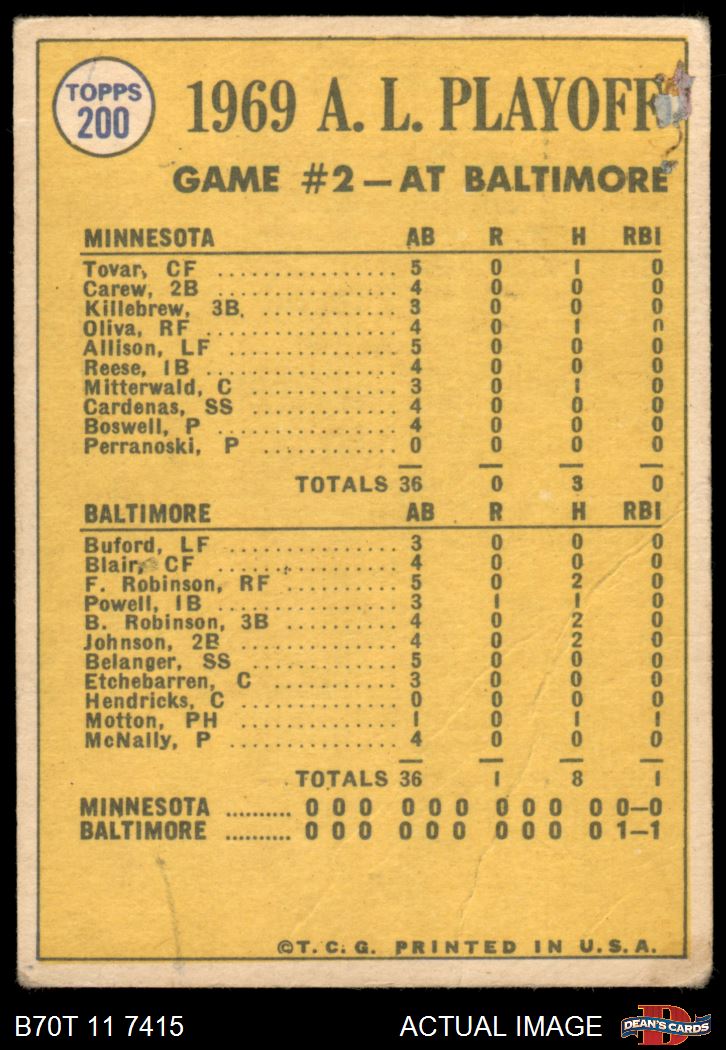 TOPPS
200
1969 A. L. PLAYOFF
GAME #2 – AT BALTIMORE
MINNESOTA AB R H RBI
Tovar, CF ................ 5 0 1 0
Carew, 2B ................ 4 0 0 0
Killebrew, 3B. .............. 3 0 0 0
Oliva, RF ................ 4 0 1 0
Allison, LF ............... 5 0 0 0
Reese, 1B ................ 4 0 0 0
Mitterwald, C .............. 3 0 1 0
Cardenas, SS ............. 4 0 0 0
Boswell, P ................ 4 0 0 0
Perranoski, P ............ 0 0 0 0
TOTALS 36 0 3 0
BALTIMORE AB R H RBI
Buford, LF ............... 3 0 0 0
Blair, CF ................ 4 0 0 0
F. Robinson, RF .......... 5 0 2 0
Powell, 1B ............... 3 1 1 0
B. Robinson, 3B .......... 4 0 2 0
Johnson, 2B .............. 4 0 2 0
Belanger, SS .............. 5 0 0 0
Etchebarren, C ........... 3 0 0 0
Hendricks, C .............. 0 0 0 0
Motton, PH ............... 1 0 1 1
McNally, P ............... 4 0 0 0
TOTALS 36 1 8 1
MINNESOTA .......... 0 0 0 0 0 0 0 0 0 0 0–0
BALTIMORE .......... 0 0 0 0 0 0 0 0 0 0 1–1
©T. C. G. PRINTED IN U. S. A.
B70T 11 7415 ACTUAL IMAGE
D
DEAN'S CARDS